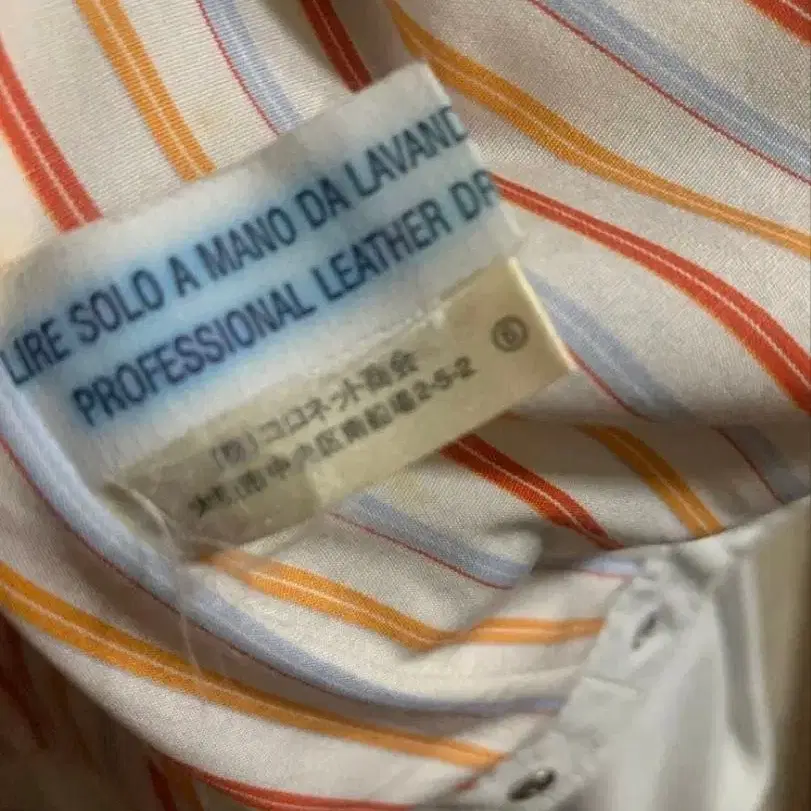 LIRE SOLO A MANO DA LAVAND
PROFESSIONAL LEATHER DR
(株)コロネット商会
大阪市中央区南船場2-5-2